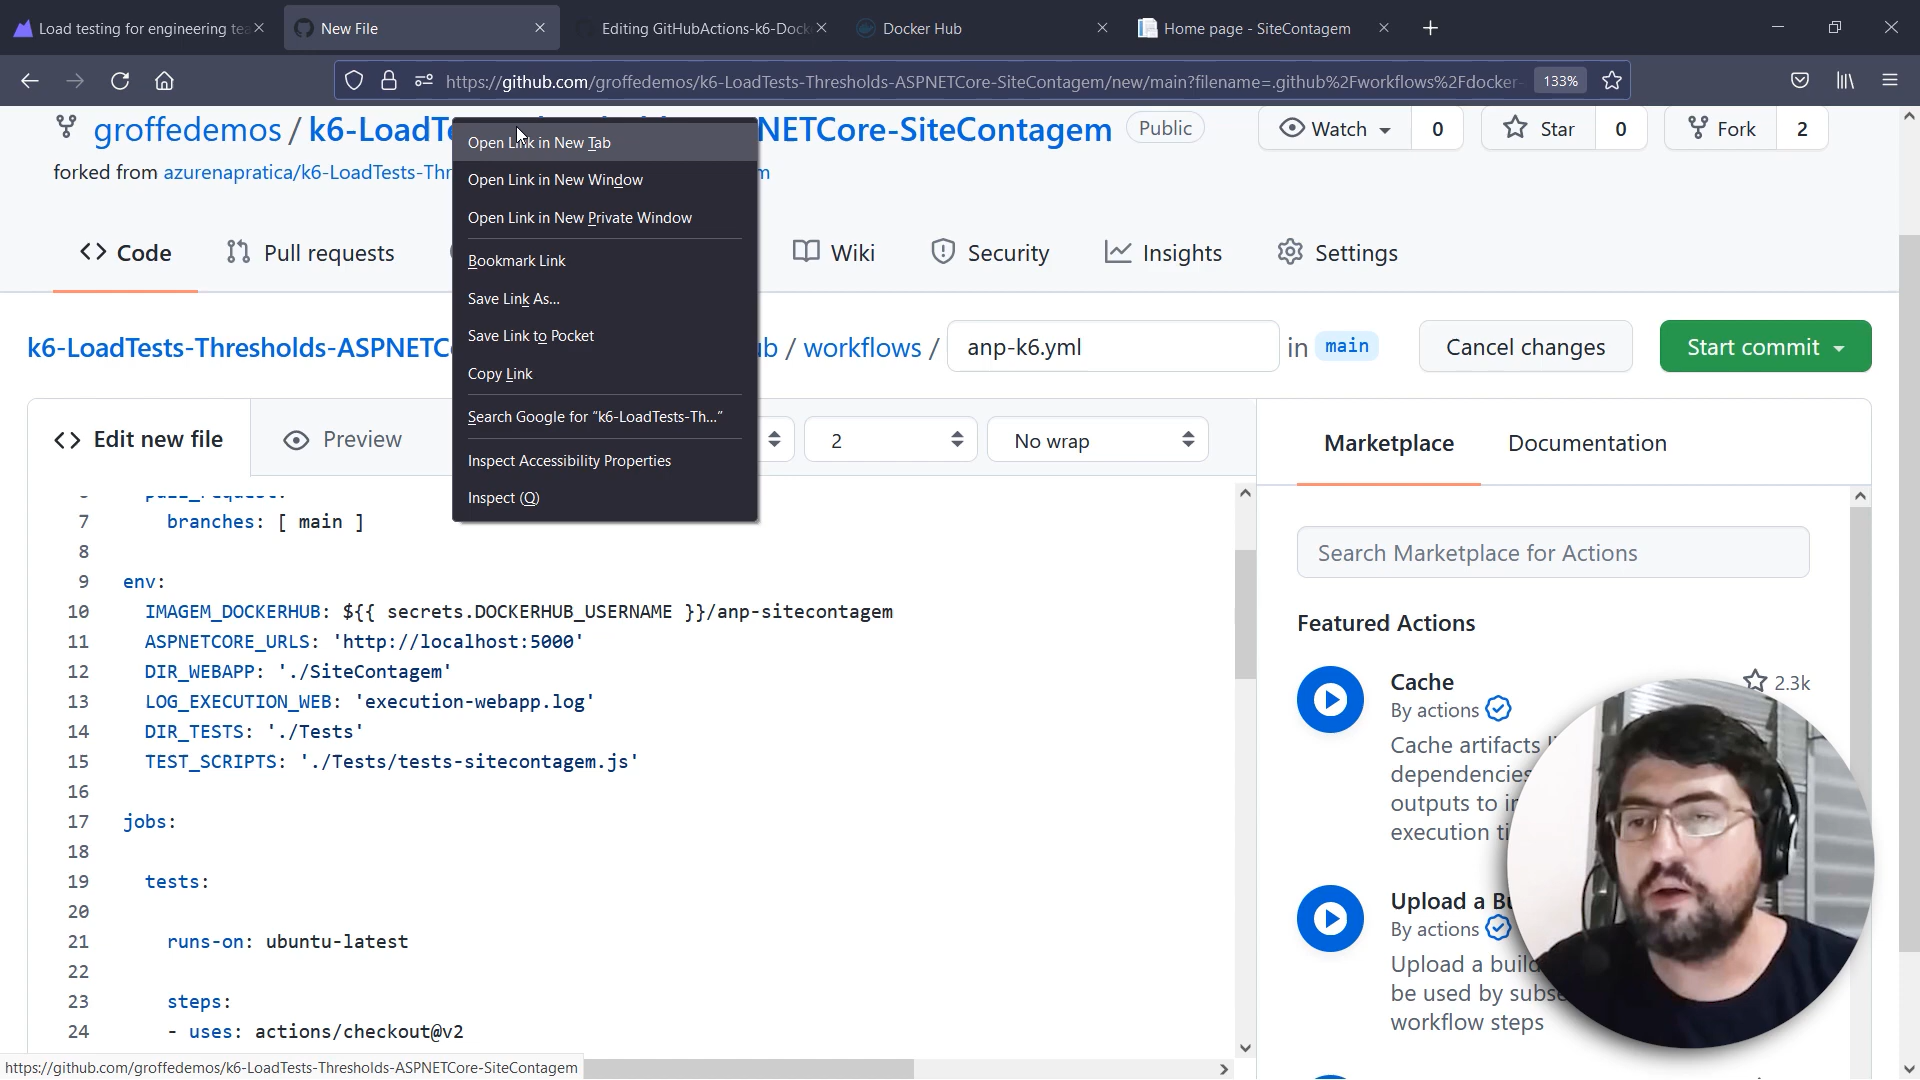 Load testing for engineering tea
New File
Editing GitHubActions-k6-Dock
Docker Hub
Home page - SiteContagem
https://github.com/groffedemos/k6-LoadTests-Thresholds-ASPNETCore-SiteContagem/new/main?filename=.github%2Fworkflows%2Fdocker-
133%
groffedemos / k6-LoadTe
NETCore-SiteContagem
Public
Watch 0
Star 0
Fork 2
forked from azurenapratica/k6-LoadTests-Thr
m
Code
Pull requests
Wiki
Security
Insights
Settings
Open Link in New Tab
Open Link in New Window
Open Link in New Private Window
Bookmark Link
Save Link As...
Save Link to Pocket
Copy Link
Search Google for “k6-LoadTests-Th...”
Inspect Accessibility Properties
Inspect (Q)
k6-LoadTests-Thresholds-ASPNETC
ub / workflows / anp-k6.yml in main
Cancel changes
Start commit
Edit new file
Preview
2
No wrap
7 branches: [ main ]
8
9 env:
10 IMAGEM_DOCKERHUB: ${{ secrets.DOCKERHUB_USERNAME }}/anp-sitecontagem
11 ASPNETCORE_URLS: 'http://localhost:5000'
12 DIR_WEBAPP: './SiteContagem'
13 LOG_EXECUTION_WEB: 'execution-webapp.log'
14 DIR_TESTS: './Tests'
15 TEST_SCRIPTS: './Tests/tests-sitecontagem.js'
16
17 jobs:
18
19 tests:
20
21 runs-on: ubuntu-latest
22
23 steps:
24 - uses: actions/checkout@v2
Marketplace
Documentation
Search Marketplace for Actions
Featured Actions
Cache
2.3k
By actions
Cache artifacts
dependencies
outputs to i
execution ti
Upload a Bu
By actions
Upload a build
be used by subse
workflow steps
https://github.com/groffedemos/k6-LoadTests-Thresholds-ASPNETCore-SiteContagem